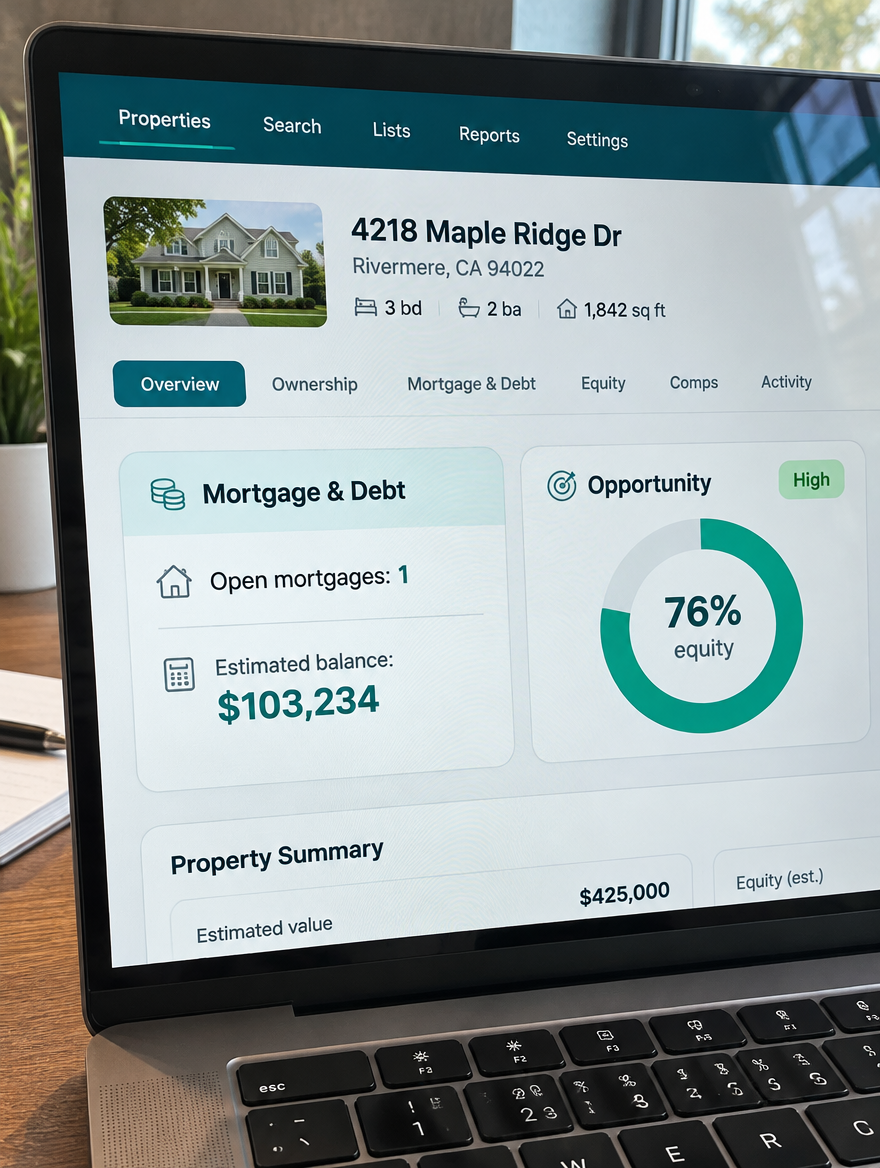 Properties Search Lists Reports Settings
4218 Maple Ridge Dr
Rivermere, CA 94022
3 bd 2 ba 1,842 sq ft
Overview Ownership Mortgage & Debt Equity Comps Activity
Mortgage & Debt
Open mortgages: 1
Estimated balance:
$103,234
Opportunity High
76%
equity
Property Summary
Estimated value $425,000
Equity (est.)
esc F3 F2 F3 F1
! 1
W E R